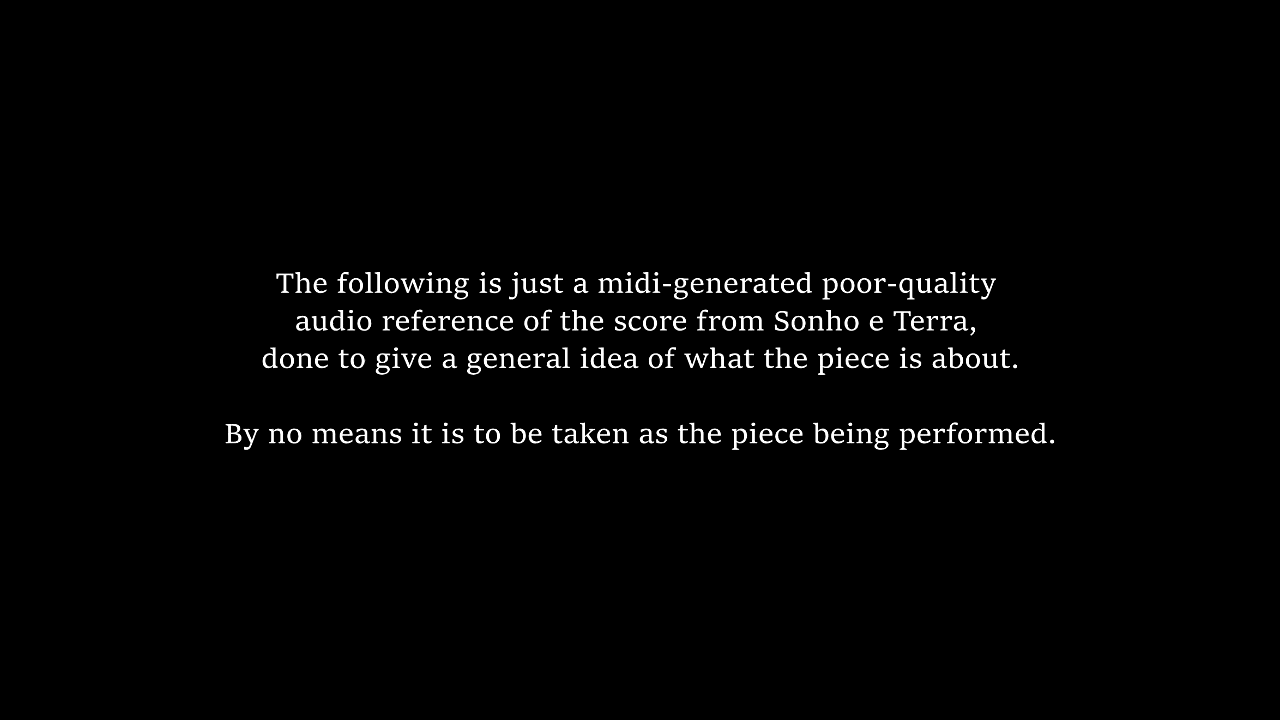 The following is just a midi-generated poor-quality
audio reference of the score from Sonho e Terra,
done to give a general idea of what the piece is about.
By no means it is to be taken as the piece being performed.